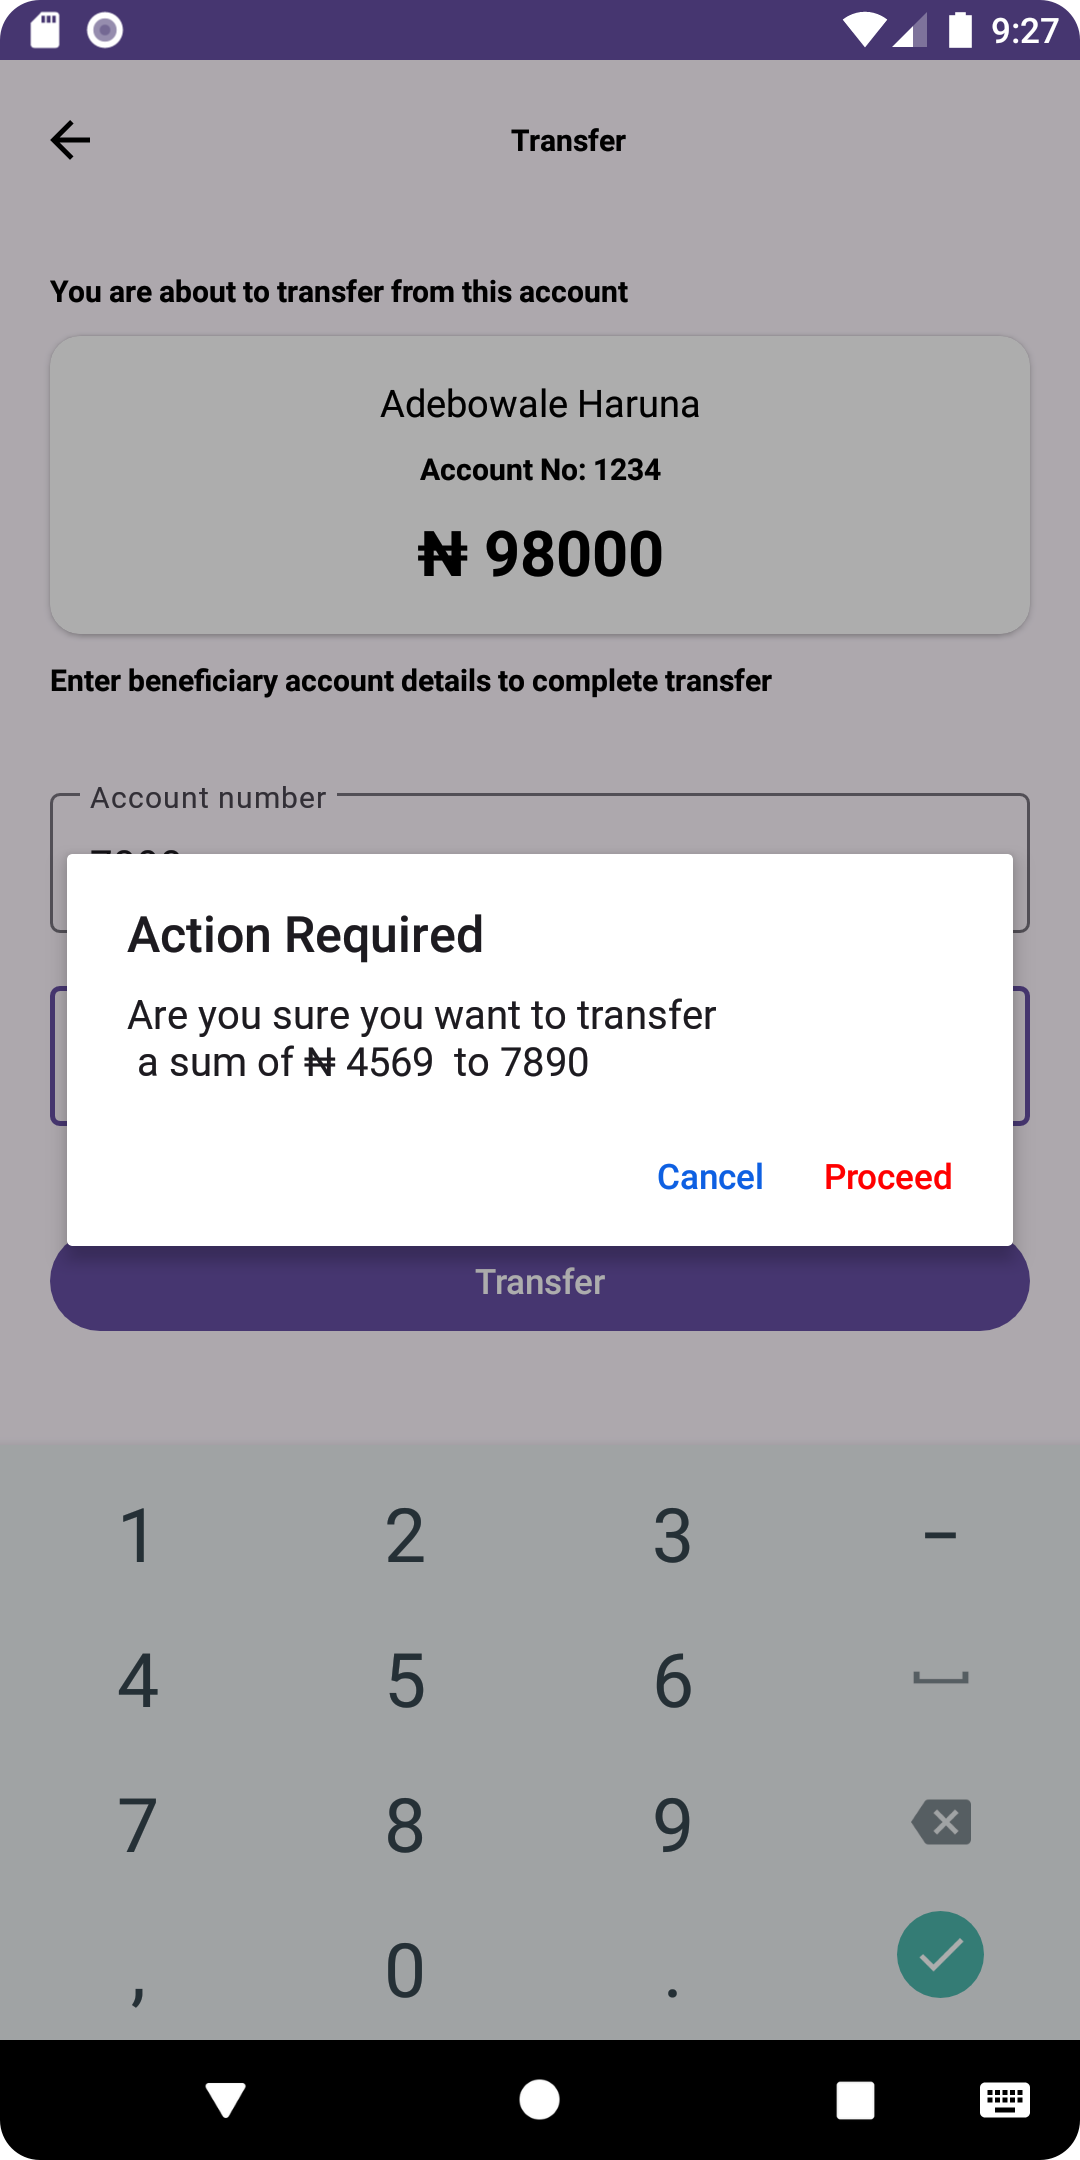 9:27
Transfer
You are about to transfer from this account
Adebowale Haruna
Account No: 1234
₦ 98000
Enter beneficiary account details to complete transfer
Account number
Action Required
Are you sure you want to transfer
a sum of ₦ 4569 to 7890
Cancel Proceed
Transfer
1 2 3 –
4 5 6
7 8 9
, 0 .